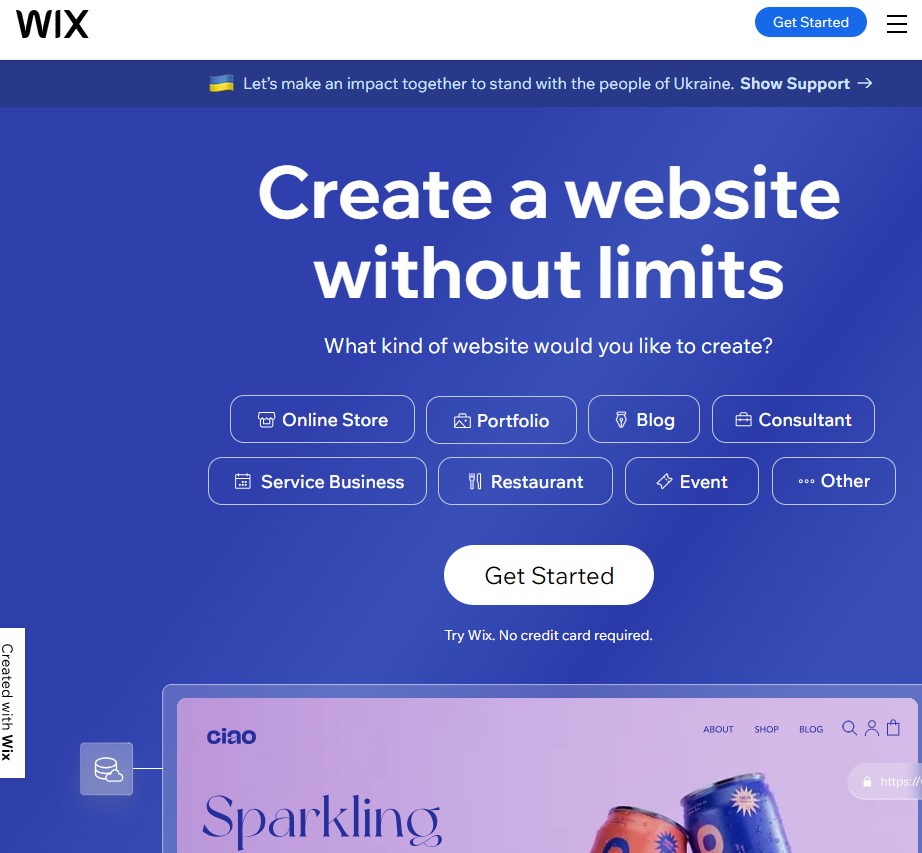 WIX
Get Started
Let's make an impact together to stand with the people of Ukraine. Show Support →
Create a website
without limits
What kind of website would you like to create?
Online Store
Portfolio
Blog
Consultant
Service Business
Restaurant
Event
Other
Get Started
Try Wix. No credit card required.
Created with Wix
ciao
ABOUT
SHOP
BLOG
https://
Sparkling